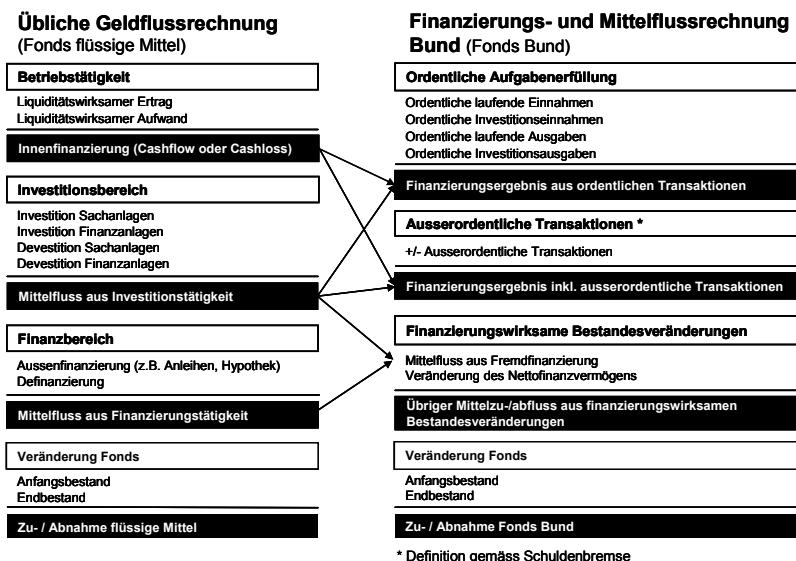 Übliche Geldflussrechnung
(Fonds flüssige Mittel)
Betriebstätigkeit
Liquiditätswirksamer Ertrag
Liquiditätswirksamer Aufwand
Innenfinanzierung (Cashflow oder Cashloss)
Investitionsbereich
Investition Sachanlagen
Investition Finanzanlagen
Devestition Sachanlagen
Devestition Finanzanlagen
Mittelfluss aus Investitionstätigkeit
Finanzbereich
Aussenfinanzierung (z.B. Anleihen, Hypothek)
Definanzierung
Mittelfluss aus Finanzierungstätigkeit
Veränderung Fonds
Anfangsbestand
Endbestand
Zu- / Abnahme flüssige Mittel
Finanzierungs- und Mittelflussrechnung
Bund (Fonds Bund)
Ordentliche Aufgabenerfüllung
Ordentliche laufende Einnahmen
Ordentliche Investitionseinnahmen
Ordentliche laufende Ausgaben
Ordentliche Investitionsausgaben
Finanzierungsergebnis aus ordentlichen Transaktionen
Ausserordentliche Transaktionen *
+/- Ausserordentliche Transaktionen
Finanzierungsergebnis inkl. ausserordentliche Transaktionen
Finanzierungswirksame Bestandesveränderungen
Mittelfluss aus Fremdfinanzierung
Veränderung des Nettofinanzvermögens
Übriger Mittelzu-/abfluss aus finanzierungswirksamen
Bestandesveränderungen
Veränderung Fonds
Anfangsbestand
Endbestand
Zu- / Abnahme Fonds Bund
* Definition gemäss Schuldenbremse